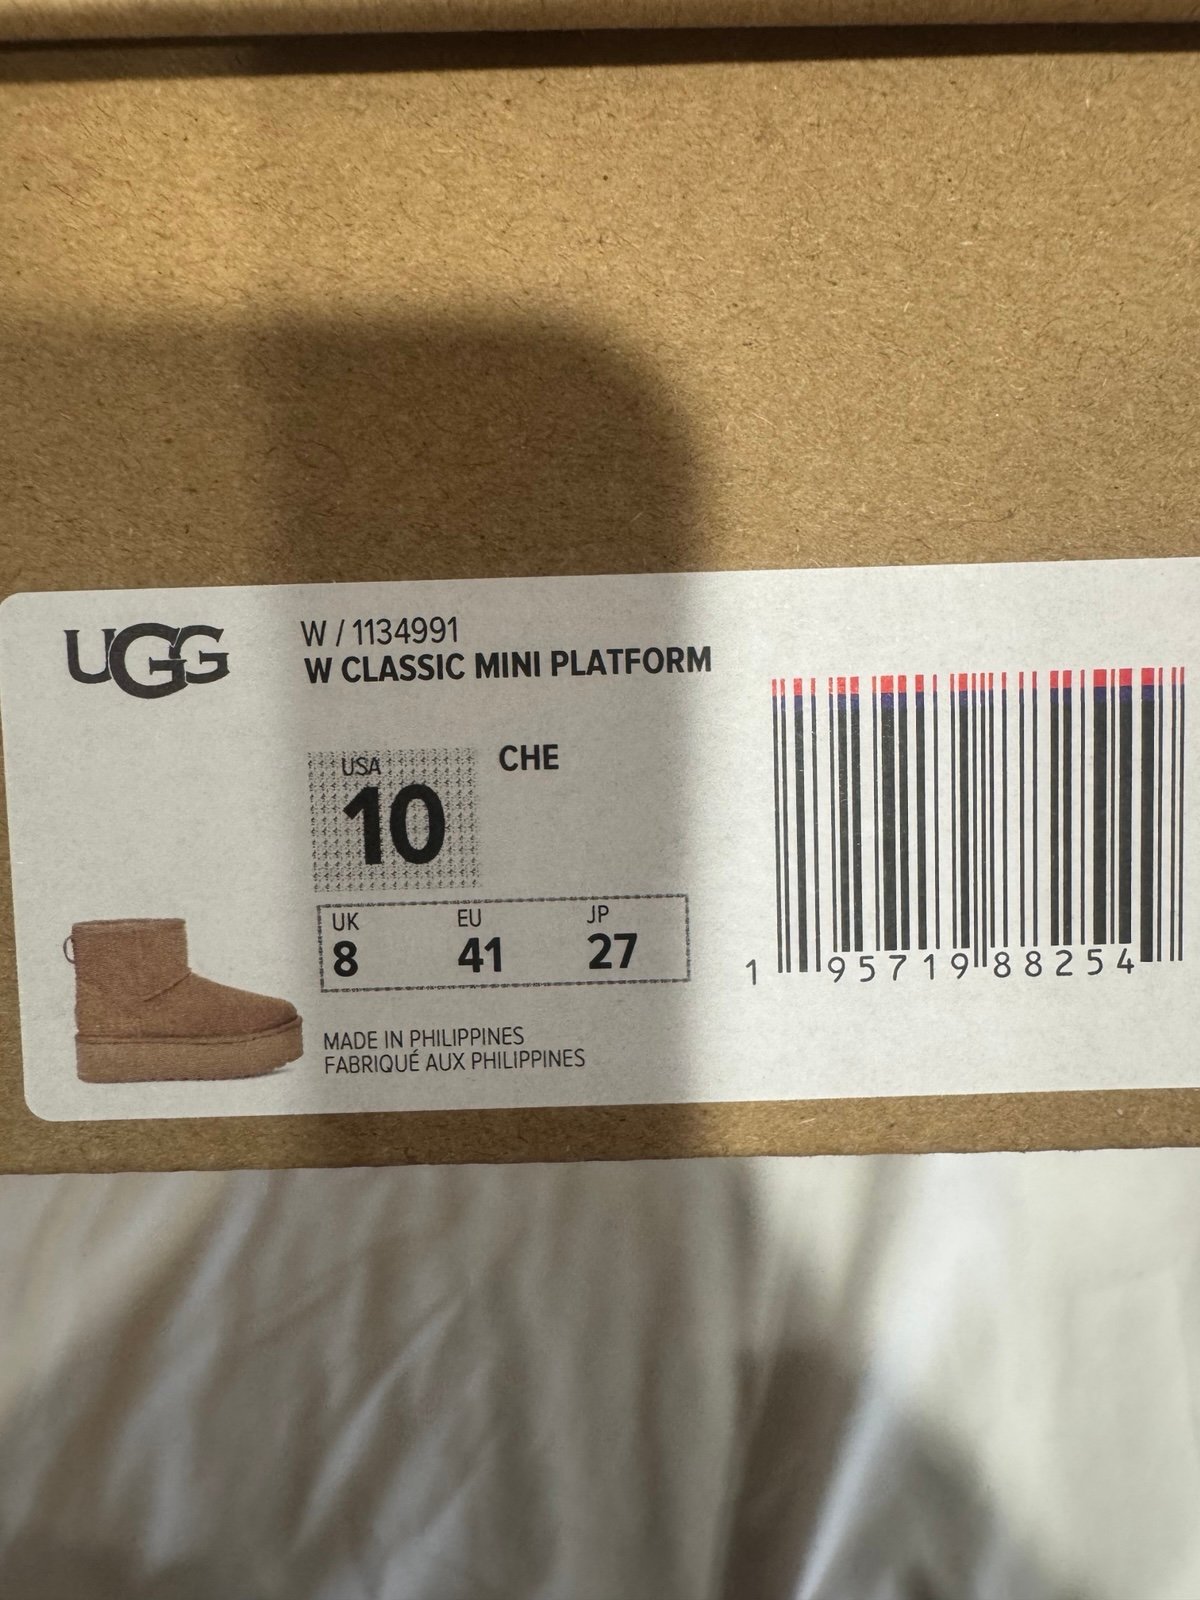 UGG
W / 1134991
W CLASSIC MINI PLATFORM
USA
10
CHE
UK EU JP
8 41 27
MADE IN PHILIPPINES
FABRIQUÉ AUX PHILIPPINES
1 95719 88254